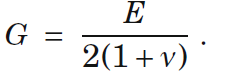 G = E / 2(1 + ν) .